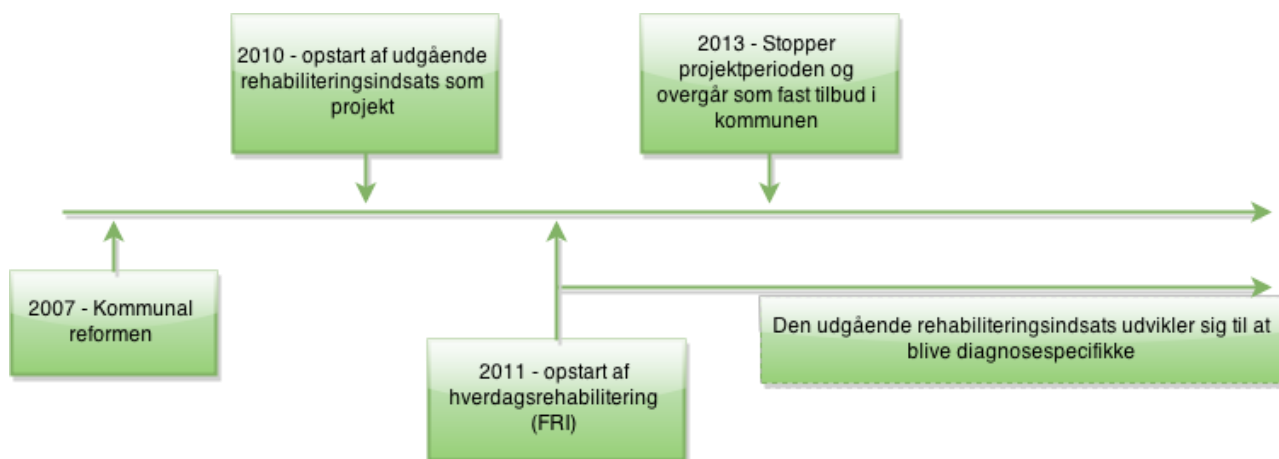 2010 - opstart af udgående
rehabiliteringsindsats som
projekt
2013 - Stopper
projektperioden og
overgår som fast tilbud i
kommunen
2007 - Kommunal
reformen
2011 - opstart af
hverdagsrehabilitering
(FRI)
Den udgående rehabiliteringsindsats udvikler sig til at
blive diagnosespecifikke